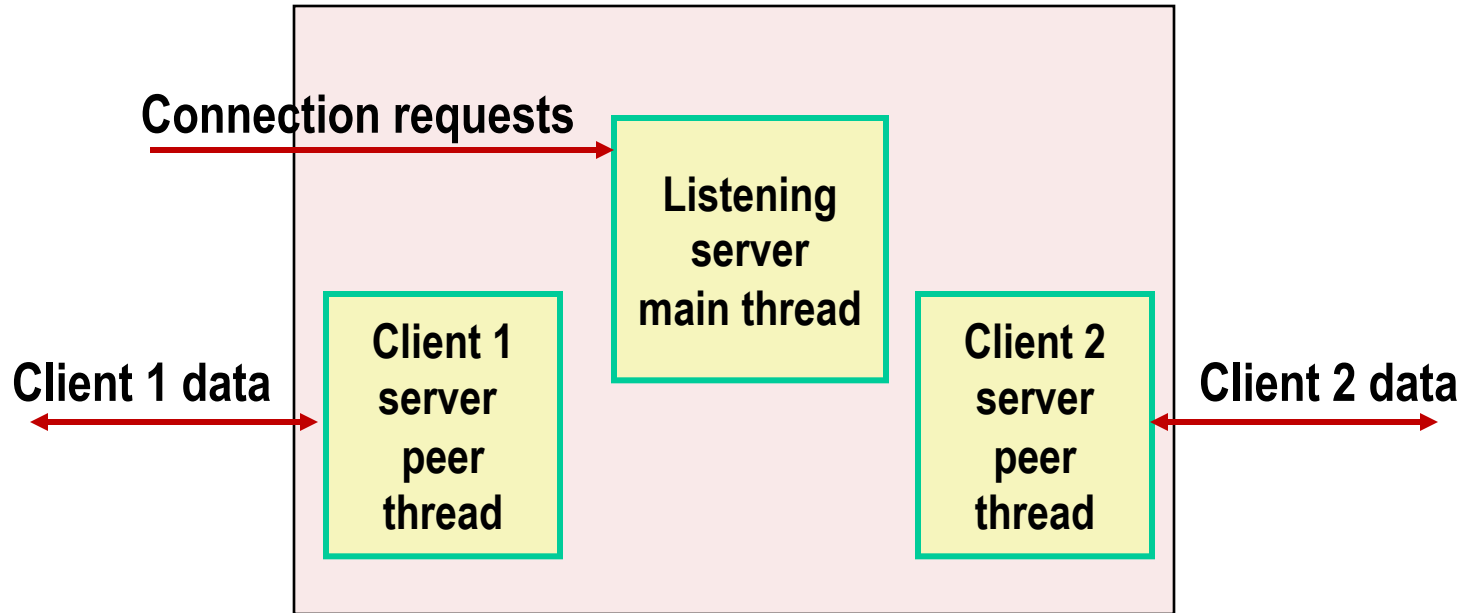 Connection requests
Listening
server
main thread
Client 1 data
Client 1
server
peer
thread
Client 2
server
peer
thread
Client 2 data